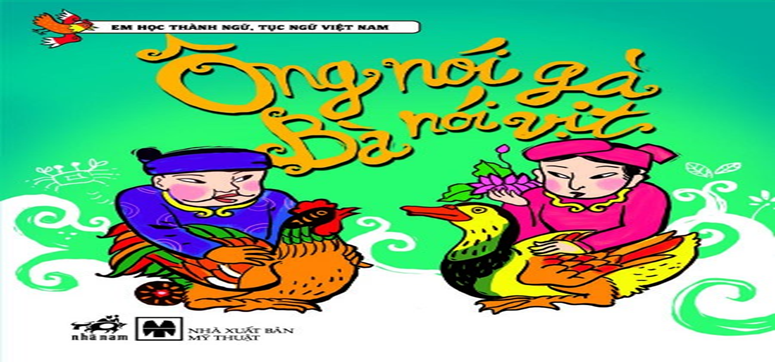 EM HỌC THÀNH NGỮ, TỤC NGỮ VIỆT NAM
Ông nói gà
Bà nói vịt
nhã nam
NHÀ XUẤT BẢN
MỸ THUẬT